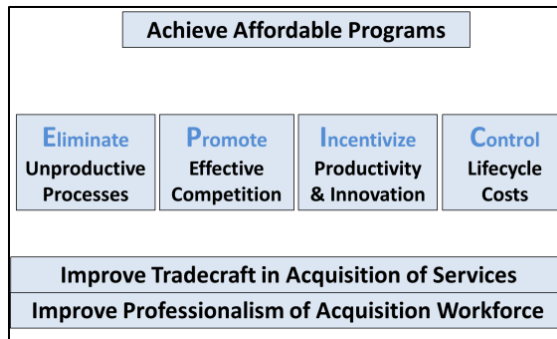 Achieve Affordable Programs
Eliminate
Unproductive
Processes
Promote
Effective
Competition
Incentivize
Productivity
& Innovation
Control
Lifecycle
Costs
Improve Tradecraft in Acquisition of Services
Improve Professionalism of Acquisition Workforce